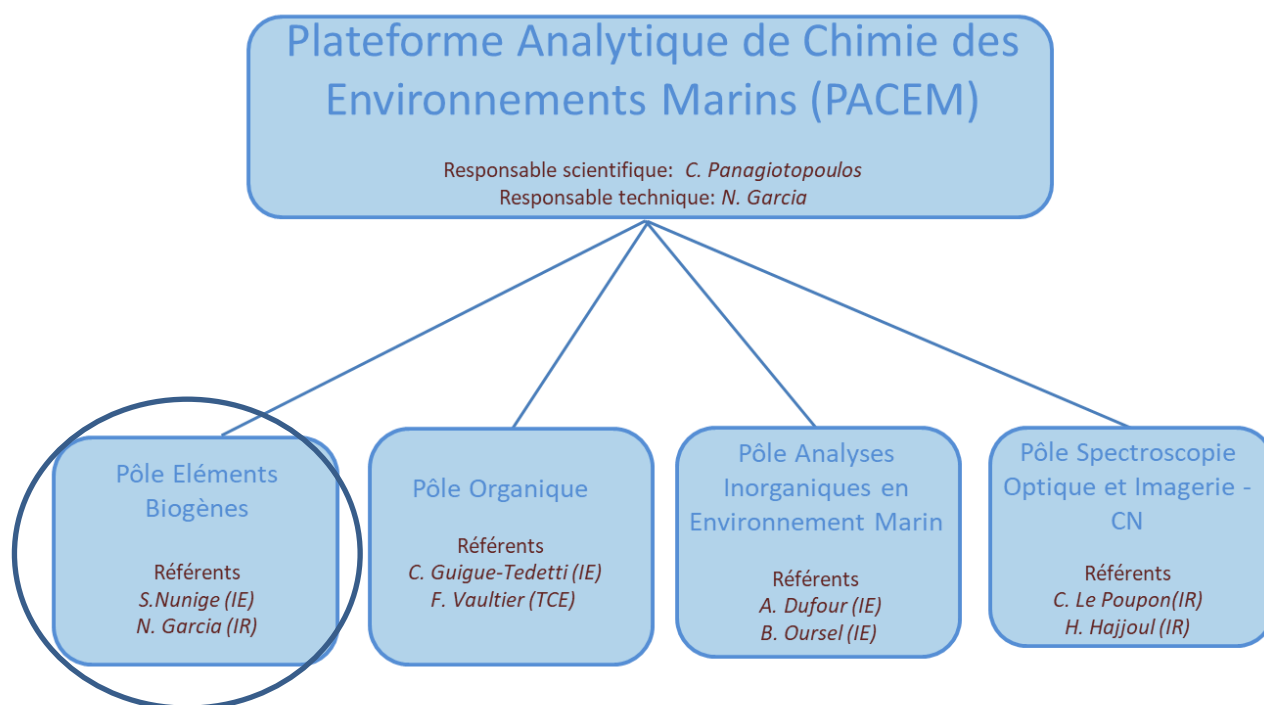 Plateforme Analytique de Chimie des
Environnements Marins (PACEM)
Responsable scientifique: C. Panagiotopoulos
Responsable technique: N. Garcia
Pôle Eléments
Biogènes
Référents
S.Nunige (IE)
N. Garcia (IR)
Pôle Organique
Référents
C. Guigue-Tedetti (IE)
F. Vaultier (TCE)
Pôle Analyses
Inorganiques en
Environnement Marin
Référents
A. Dufour (IE)
B. Oursel (IE)
Pôle Spectroscopie
Optique et Imagerie -
CN
Référents
C. Le Poupon(IR)
H. Hajjoul (IR)